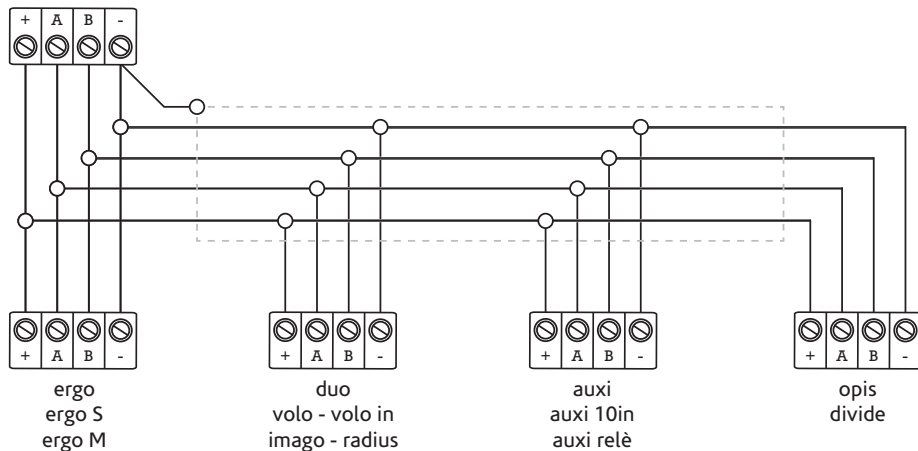 + A B -
+ A B -
+ A B -
+ A B -
+ A B -
ergo
ergo S
ergo M
duo
volo - volo in
imago - radius
auxi
auxi 10in
auxi relè
opis
divide